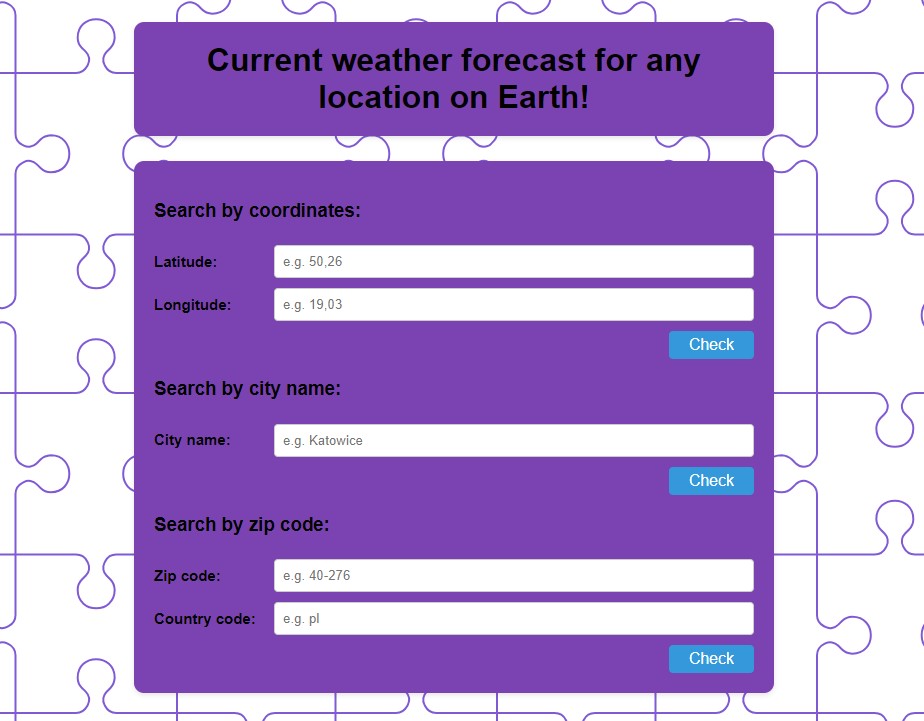 Current weather forecast for any
location on Earth!
Search by coordinates:
Latitude: e.g. 50,26
Longitude: e.g. 19,03
Check
Search by city name:
City name: e.g. Katowice
Check
Search by zip code:
Zip code: e.g. 40-276
Country code: e.g. pl
Check